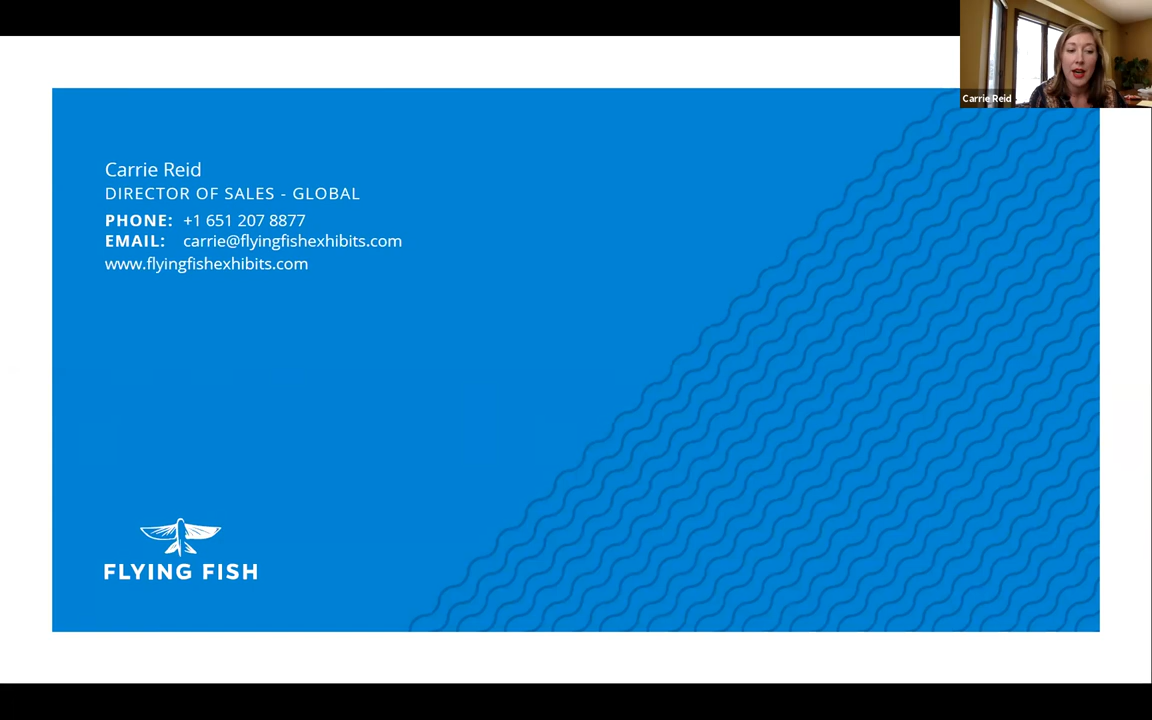 Carrie Reid
Carrie Reid
DIRECTOR OF SALES - GLOBAL
PHONE: +1 651 207 8877
EMAIL: carrie@flyingfishexhibits.com
www.flyingfishexhibits.com
FLYING FISH